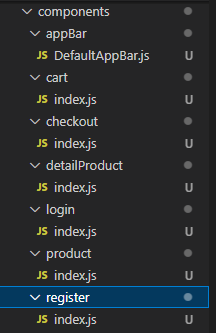 components
appBar
JS DefaultAppBar.js U
cart
JS index.js U
checkout
JS index.js U
detailProduct
JS index.js U
login
JS index.js U
product
JS index.js U
register
JS index.js U